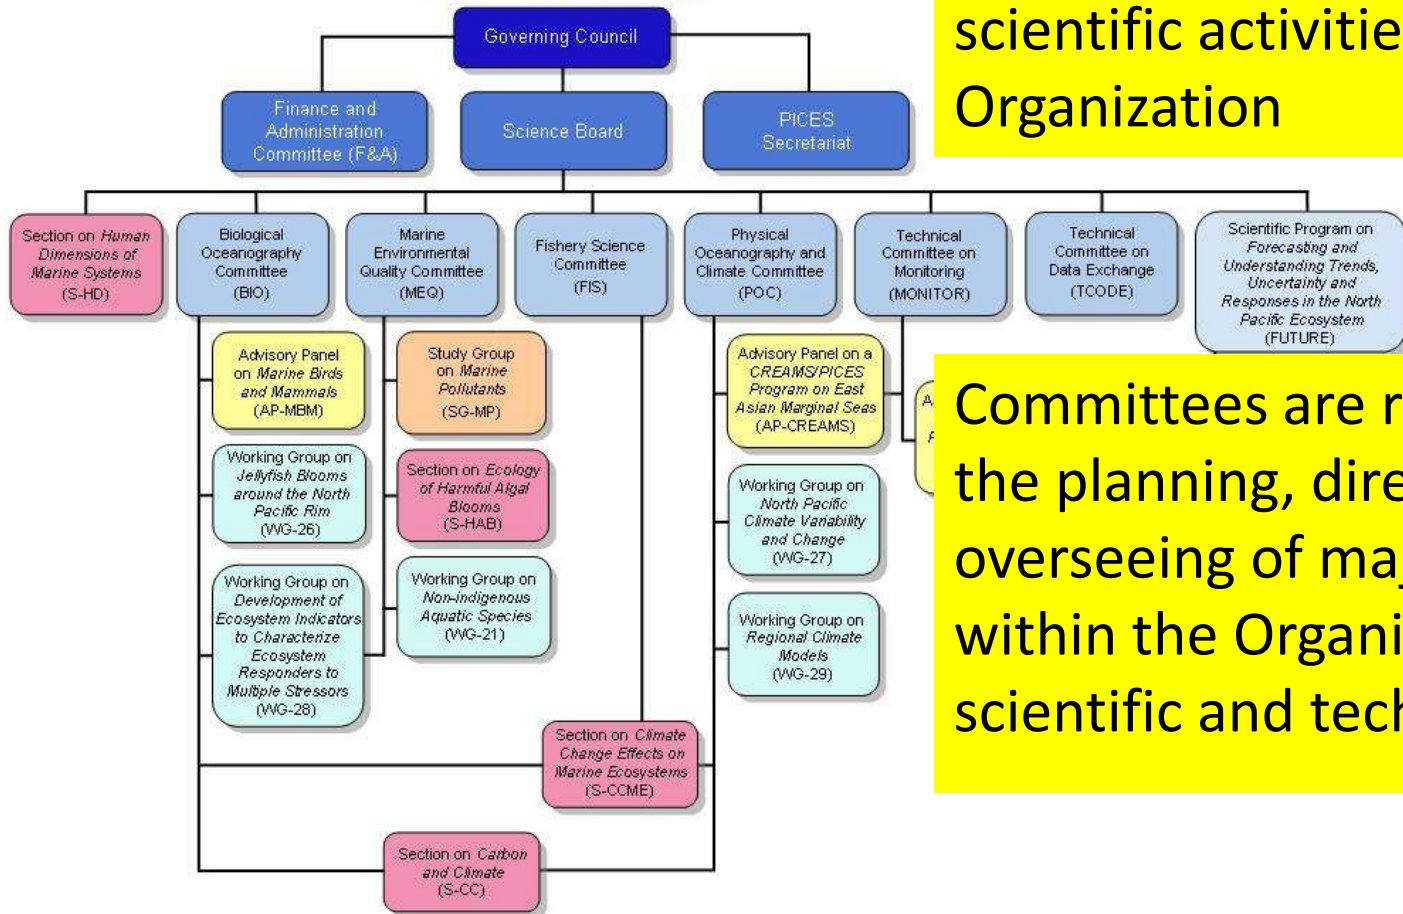 Governing Council
scientific activitie
Organization
Finance and
Administration
Committee (F&A)
Science Board
PICES
Secretariat
Section on Human
Dimensions of
Marine Systems
(S-HD)
Biological
Oceanography
Committee
(BIO)
Marine
Environmental
Quality Committee
(MEQ)
Fishery Science
Committee
(FIS)
Physical
Oceanography and
Climate Committee
(POC)
Technical
Committee on
Monitoring
(MONITOR)
Technical
Committee on
Data Exchange
(TCODE)
Scientific Program on
Forecasting and
Understanding Trends,
Uncertainty and
Responses in the North
Pacific Ecosystem
(FUTURE)
Advisory Panel
on Marine Birds
and Mammals
(AP-MBM)
Study Group
on Marine
Pollutants
(SG-MP)
Advisory Panel on a
CREAMS/PICES
Program on East
Asian Marginal Seas
(AP-CREAMS)
Working Group on
Jellyfish Blooms
around the North
Pacific Rim
(WG-26)
Section on Ecology
of Harmful Algal
Blooms
(S-HAB)
Working Group on
North Pacific
Climate Variability
and Change
(WG-27)
Working Group on
Development of
Ecosystem Indicators
to Characterize
Ecosystem
Responders to
Multiple Stressors
(WG-28)
Working Group on
Non-indigenous
Aquatic Species
(WG-21)
Working Group on
Regional Climate
Models
(WG-29)
Section on Climate
Change Effects on
Marine Ecosystems
(S-CCME)
Section on Carbon
and Climate
(S-CC)
Committees are r
the planning, dire
overseeing of maj
within the Organi
scientific and tech